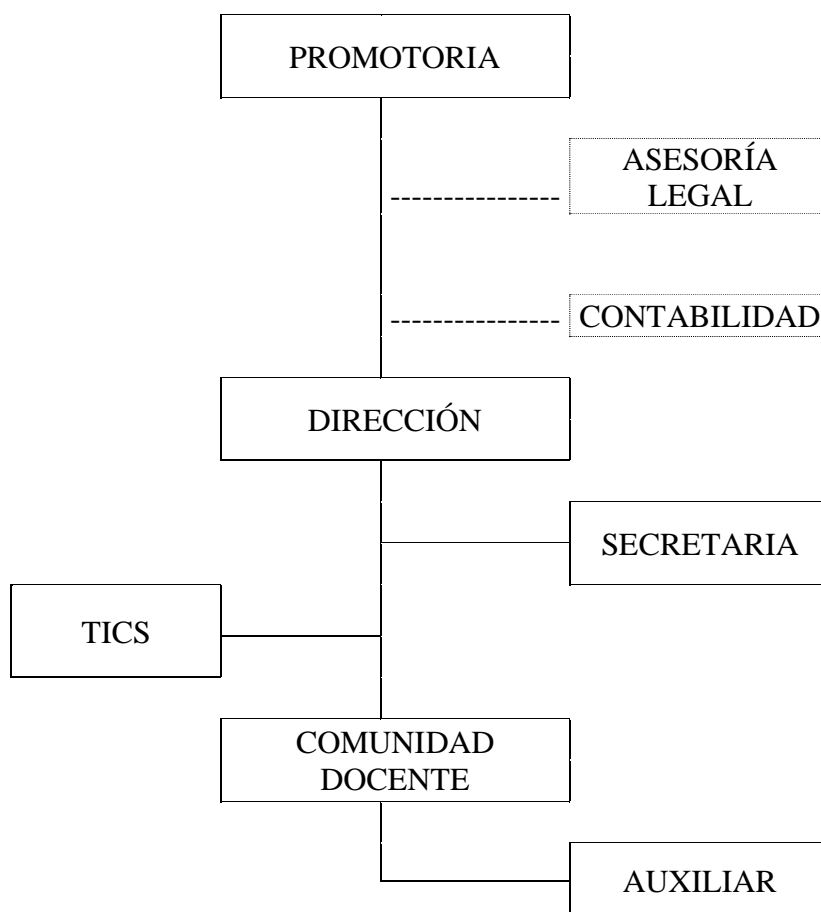 PROMOTORIA
ASESORÍA
LEGAL
CONTABILIDAD
DIRECCIÓN
SECRETARIA
TICS
COMUNIDAD
DOCENTE
AUXILIAR